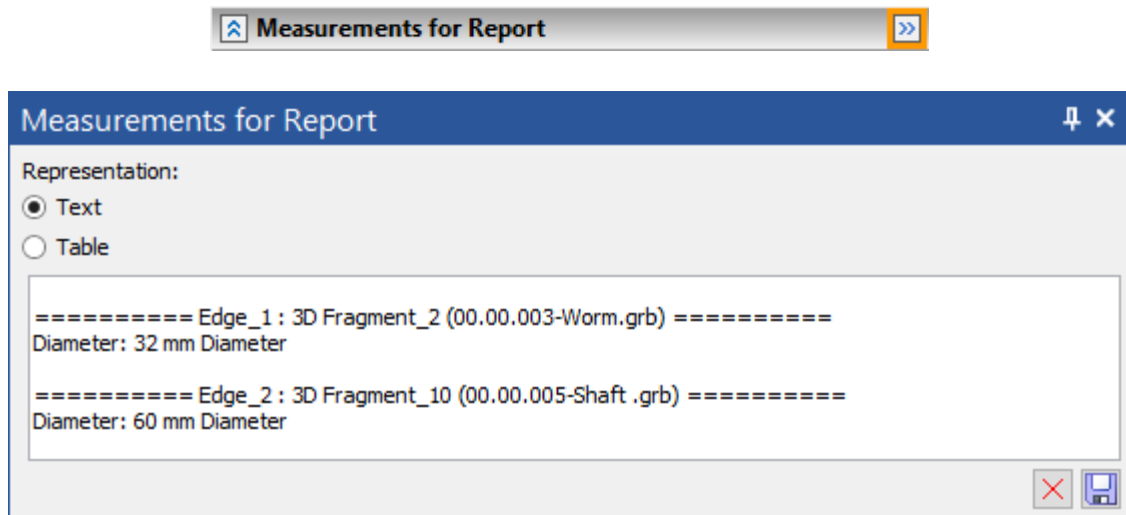 Measurements for Report
Measurements for Report
Representation:
Text
Table
========== Edge_1 : 3D Fragment_2 (00.00.003-Worm.grb) ==========
Diameter: 32 mm Diameter
========== Edge_2 : 3D Fragment_10 (00.00.005-Shaft .grb) ==========
Diameter: 60 mm Diameter